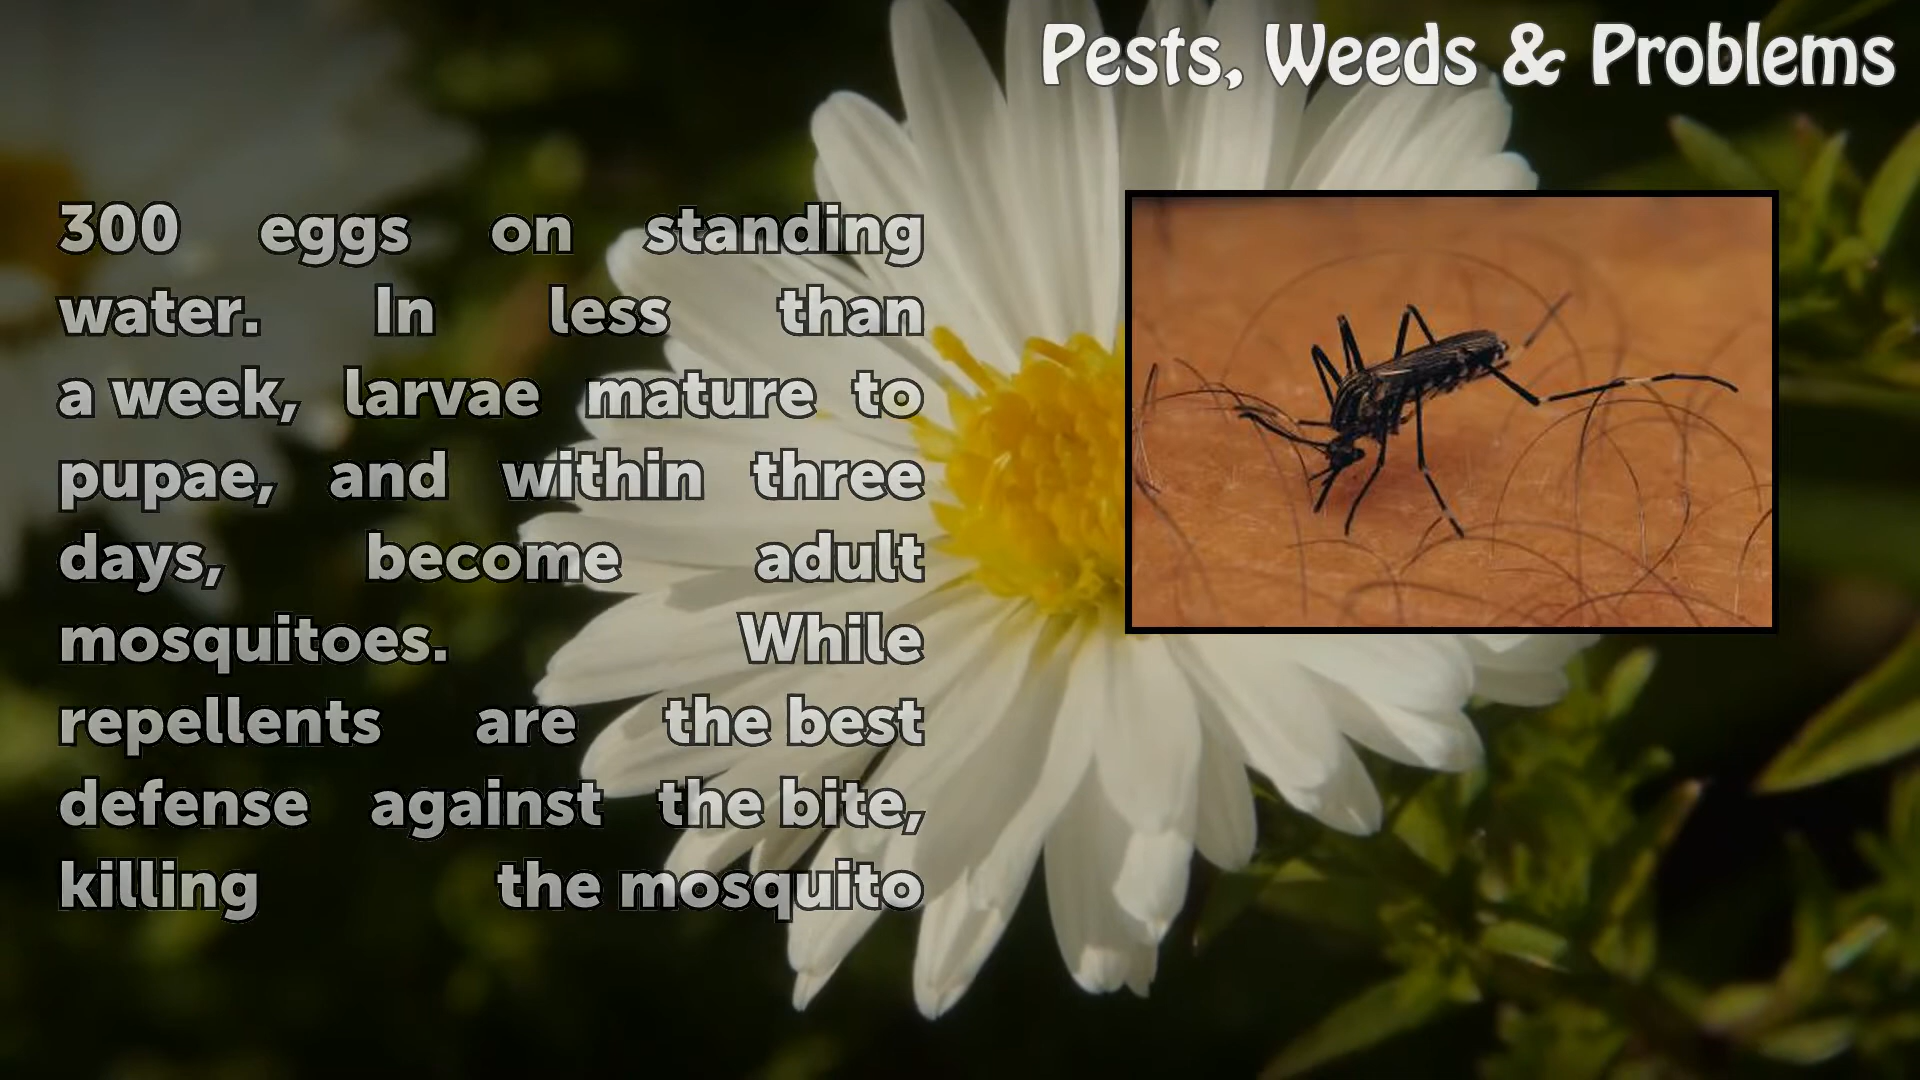 Pests, Weeds & Problems
300 eggs on standing
water. In less than
a week, larvae mature to
pupae, and within three
days, become adult
mosquitoes. While
repellents are the best
defense against the bite,
killing the mosquito